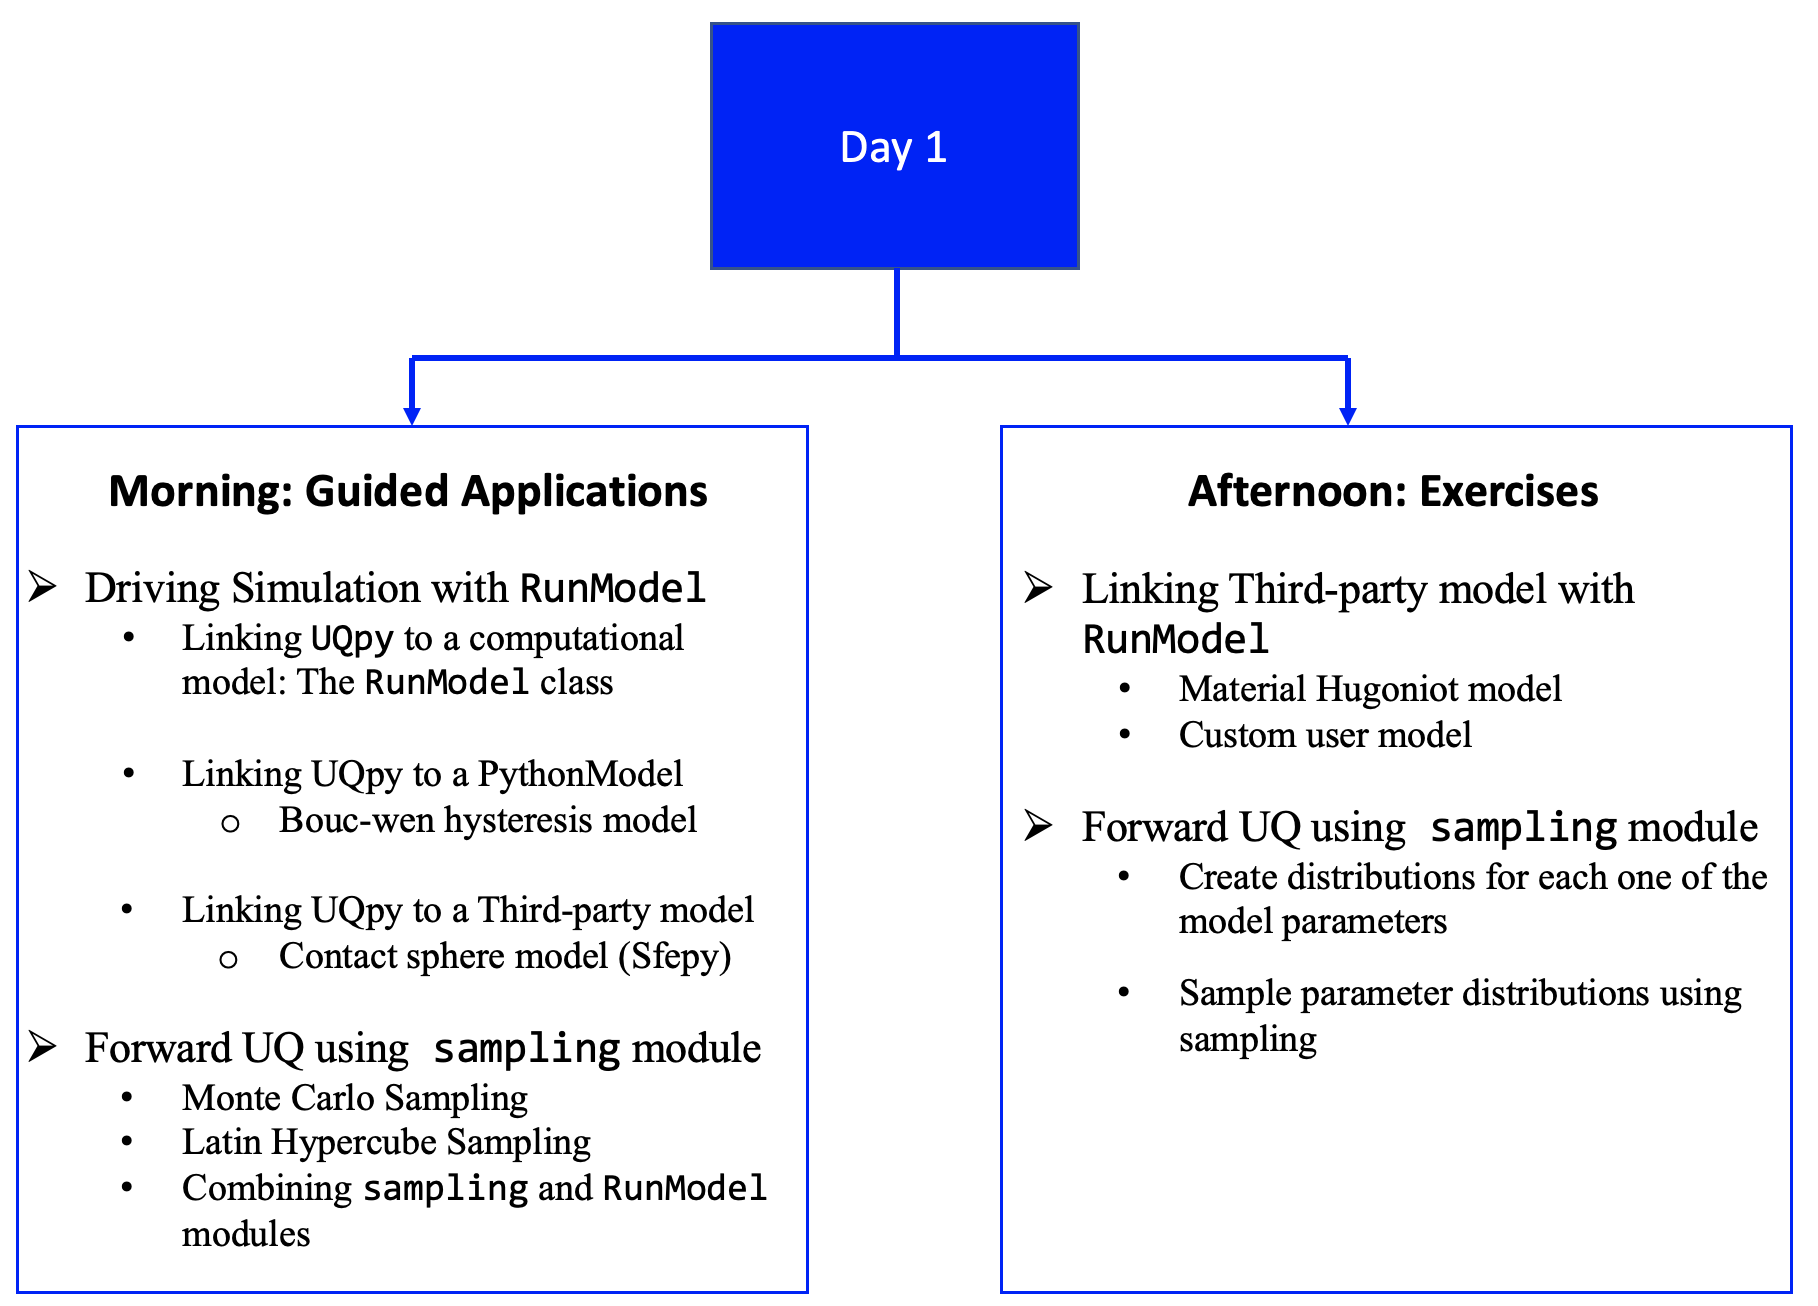 Day 1
Morning: Guided Applications
➢ Driving Simulation with RunModel
• Linking UQpy to a computational
model: The RunModel class
• Linking UQpy to a PythonModel
o Bouc-wen hysteresis model
• Linking UQpy to a Third-party model
o Contact sphere model (Sfepy)
➢ Forward UQ using sampling module
• Monte Carlo Sampling
• Latin Hypercube Sampling
• Combining sampling and RunModel
modules
Afternoon: Exercises
➢ Linking Third-party model with
RunModel
• Material Hugoniot model
• Custom user model
➢ Forward UQ using sampling module
• Create distributions for each one of the
model parameters
• Sample parameter distributions using
sampling